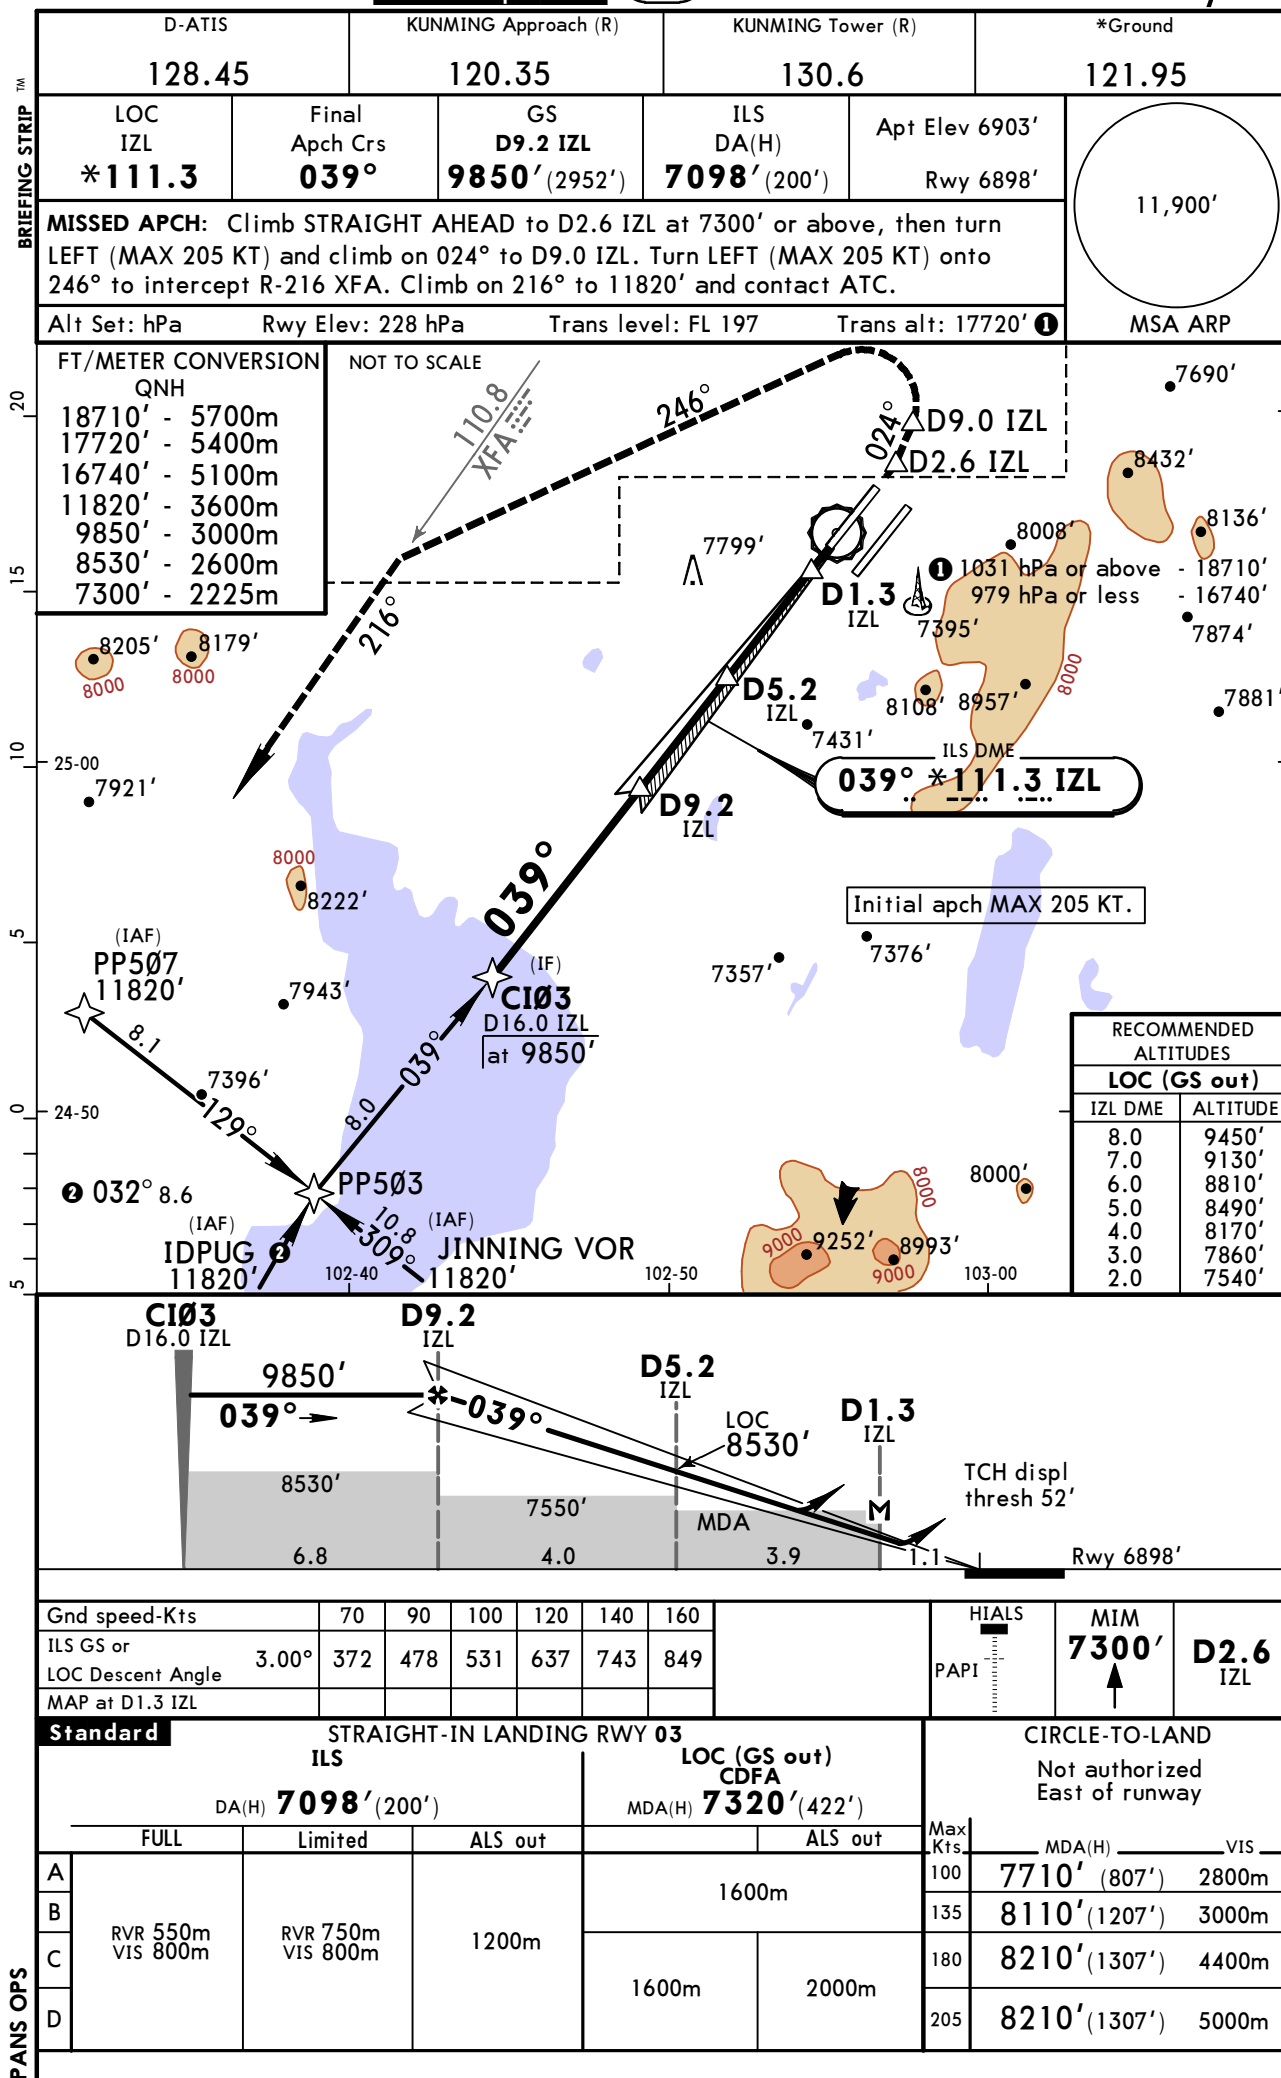 D-ATIS
KUNMING Approach (R)
KUNMING Tower (R)
*Ground
128.45
120.35
130.6
121.95
BRIEFING STRIP ™
LOC
IZL
*111.3
Final
Apch Crs
039°
GS
D9.2 IZL
9850'(2952')
ILS
DA(H)
7098'(200')
Apt Elev 6903'
Rwy 6898'
11,900'
MSA ARP
MISSED APCH: Climb STRAIGHT AHEAD to D2.6 IZL at 7300' or above, then turn
LEFT (MAX 205 KT) and climb on 024° to D9.0 IZL. Turn LEFT (MAX 205 KT) onto
246° to intercept R-216 XFA. Climb on 216° to 11820' and contact ATC.
Alt Set: hPa Rwy Elev: 228 hPa Trans level: FL 197 Trans alt: 17720' ❶
FT/METER CONVERSION
QNH
18710' - 5700m
17720' - 5400m
16740' - 5100m
11820' - 3600m
9850' - 3000m
8530' - 2600m
7300' - 2225m
NOT TO SCALE
110.8
XFA
246°
024°
D9.0 IZL
D2.6 IZL
7690'
8432'
8136'
8008'
7799'
❶ 1031 hPa or above - 18710'
979 hPa or less - 16740'
D1.3
IZL
7395'
7874'
216°
8205'
8000
8179'
8000
8000
D5.2
IZL
8108'
8957'
7881'
7431'
ILS DME
039° *111.3 IZL
25-00
7921'
D9.2
IZL
8000
8222'
039°
Initial apch MAX 205 KT.
7376'
7357'
(IAF)
PP5Ø7
11820'
7943'
(IF)
CIØ3
D16.0 IZL
at 9850'
8.1
039°
7396'
129°
8.0
24-50
20
15
10
5
0
5
RECOMMENDED
ALTITUDES
LOC (GS out)
IZL DME ALTITUDE
8.0 9450'
7.0 9130'
6.0 8810'
5.0 8490'
4.0 8170'
3.0 7860'
2.0 7540'
❷ 032° 8.6
PP5Ø3
(IAF)
IDPUG ❷
11820'
10.8
309°
(IAF)
JINNING VOR
11820'
102-40
102-50
103-00
8000
9000
9252'
8993'
9000
8000'
CIØ3
D16.0 IZL
D9.2
IZL
D5.2
IZL
D1.3
IZL
9850'
039°
039°
LOC
8530'
TCH displ
thresh 52'
8530'
7550'
MDA
M
6.8
4.0
3.9
1.1
Rwy 6898'
Gnd speed-Kts 70 90 100 120 140 160
ILS GS or
LOC Descent Angle 3.00° 372 478 531 637 743 849
MAP at D1.3 IZL
HIALS
PAPI
MIM
7300'
D2.6
IZL
Standard
STRAIGHT-IN LANDING RWY 03
CIRCLE-TO-LAND
ILS
DA(H) 7098'(200')
LOC (GS out)
CDFA
MDA(H) 7320'(422')
Not authorized
East of runway
FULL
Limited
ALS out
ALS out
Max
Kts
MDA(H)
VIS
A
B
C
D
RVR 550m
VIS 800m
RVR 750m
VIS 800m
1200m
1600m
1600m
2000m
100 7710' (807') 2800m
135 8110'(1207') 3000m
180 8210'(1307') 4400m
205 8210'(1307') 5000m
PANS OPS